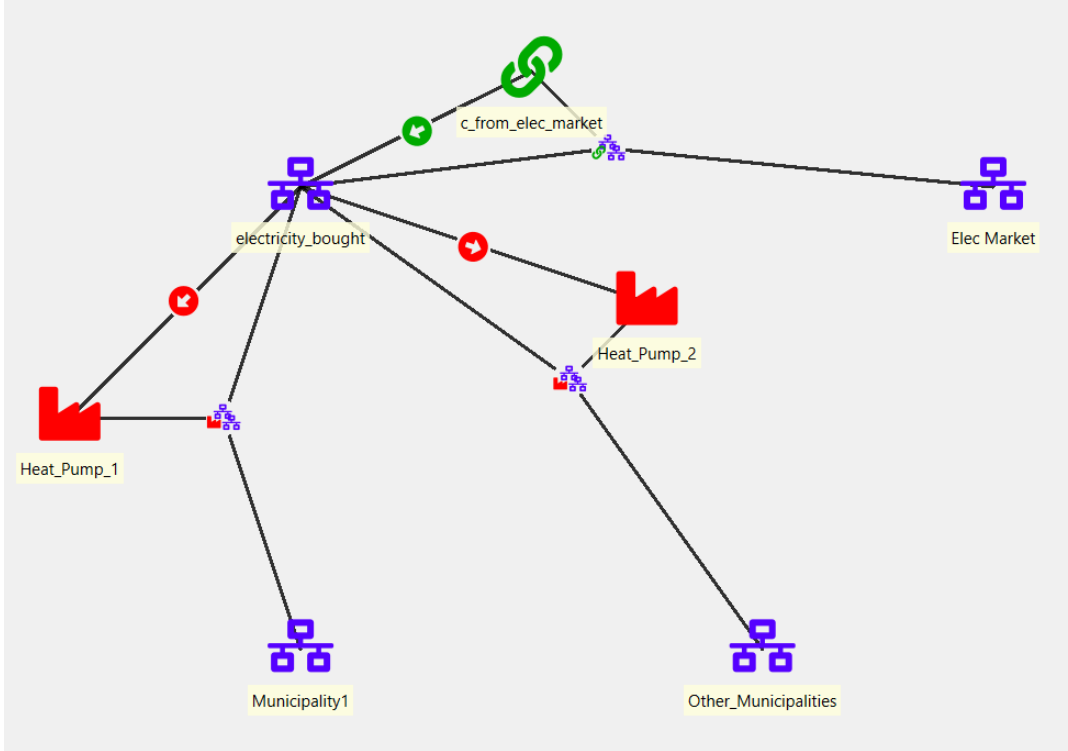 c_from_elec_market
electricity_bought
Elec Market
Heat_Pump_2
Heat_Pump_1
Municipality1
Other_Municipalities